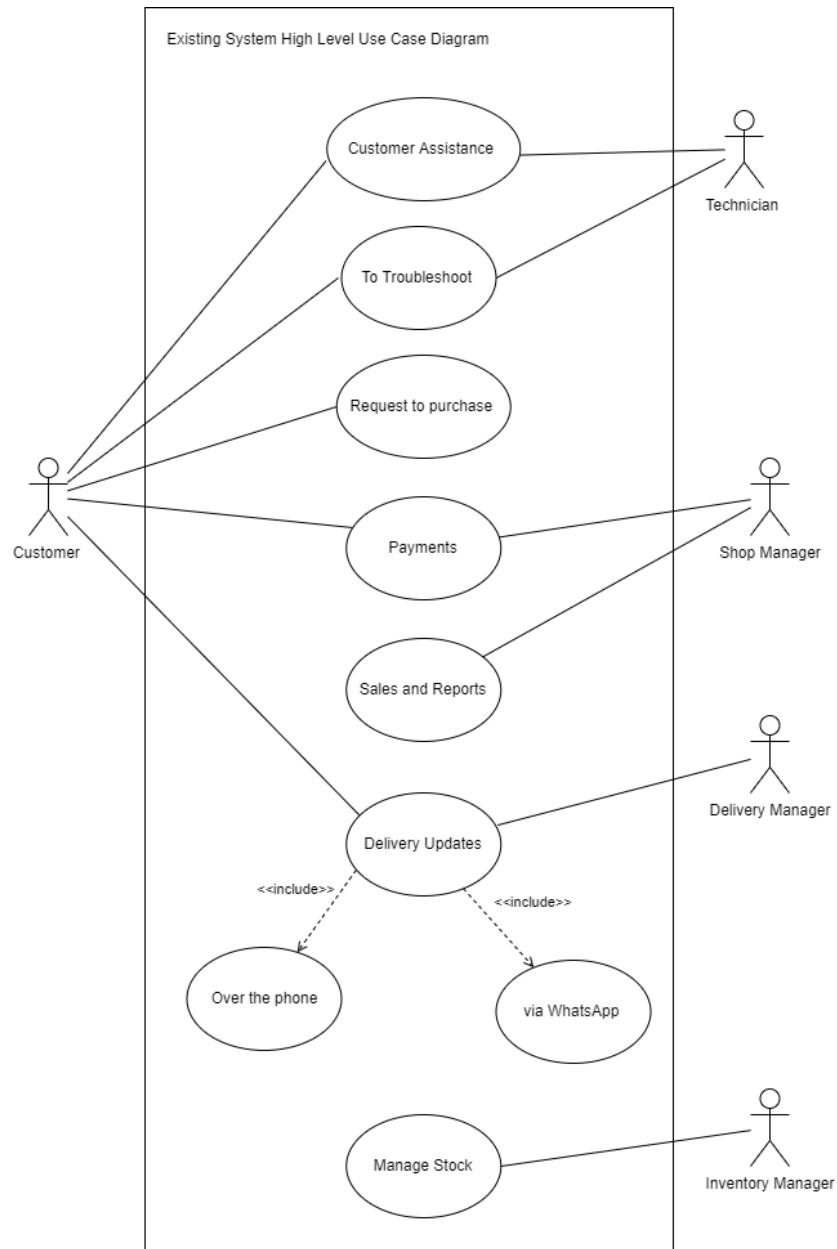 Existing System High Level Use Case Diagram
Customer Assistance
Technician
To Troubleshoot
Request to purchase
Customer
Payments
Shop Manager
Sales and Reports
Delivery Manager
Delivery Updates
<<include>>
<<include>>
Over the phone
via WhatsApp
Manage Stock
Inventory Manager